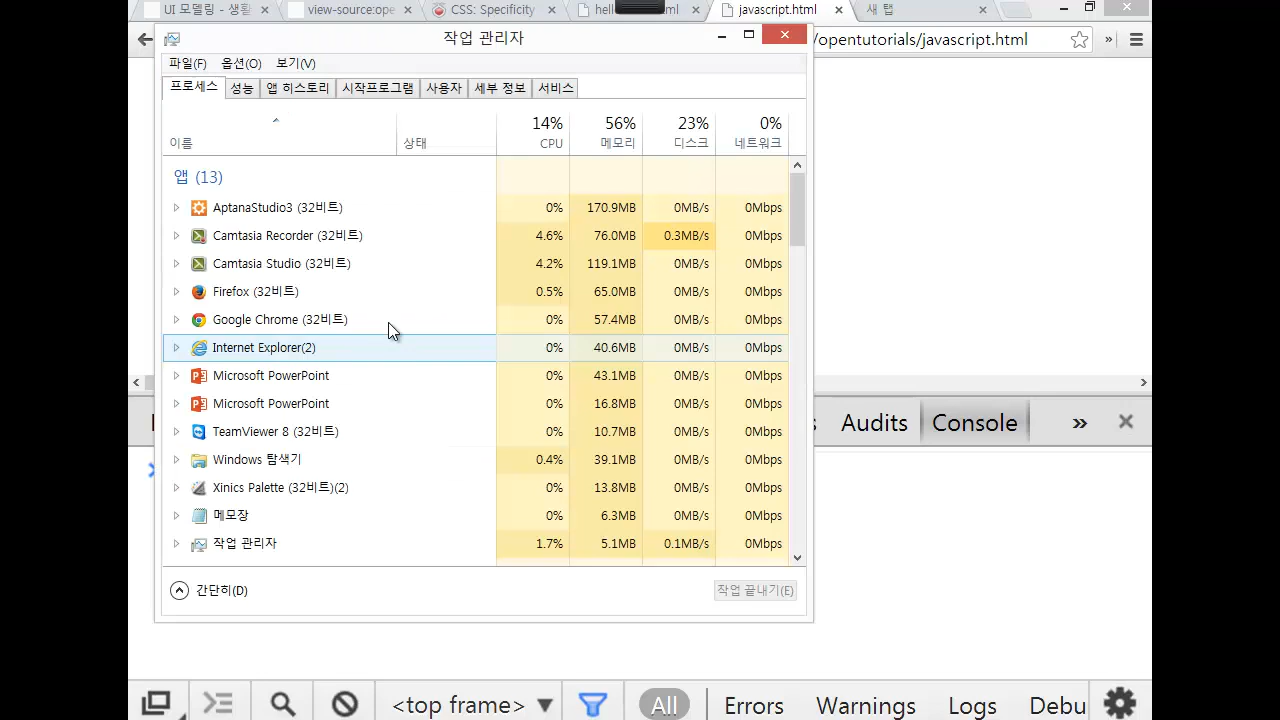 UI 모델링 - 생활
view-source:ope
CSS: Specificity
javascript.html
새 탭
/opentutorials/javascript.html
작업 관리자
파일(F) 옵션(O) 보기(V)
프로세스 성능 앱 히스토리 시작프로그램 사용자 세부 정보 서비스
14% 56% 23% 0%
이름 상태 CPU 메모리 디스크 네트워크
앱 (13)
AptanaStudio3 (32비트) 0% 170.9MB 0MB/s 0Mbps
Camtasia Recorder (32비트) 4.6% 76.0MB 0.3MB/s 0Mbps
Camtasia Studio (32비트) 4.2% 119.1MB 0MB/s 0Mbps
Firefox (32비트) 0.5% 65.0MB 0MB/s 0Mbps
Google Chrome (32비트) 0% 57.4MB 0MB/s 0Mbps
Internet Explorer(2) 0% 40.6MB 0MB/s 0Mbps
Microsoft PowerPoint 0% 43.1MB 0MB/s 0Mbps
Microsoft PowerPoint 0% 16.8MB 0MB/s 0Mbps
TeamViewer 8 (32비트) 0% 10.7MB 0MB/s 0Mbps
Windows 탐색기 0.4% 39.1MB 0MB/s 0Mbps
Xinics Palette (32비트)(2) 0% 13.8MB 0MB/s 0Mbps
메모장 0% 6.3MB 0MB/s 0Mbps
작업 관리자 1.7% 5.1MB 0.1MB/s 0Mbps
간단히(D) 작업 끝내기(E)
Audits Console
<top frame> All Errors Warnings Logs Debu